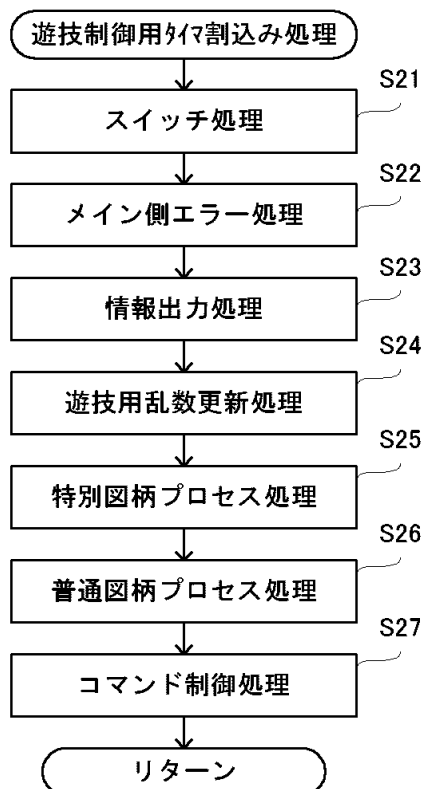 遊技制御用ﾀｲﾏ割込み処理
S21
スイッチ処理
S22
メイン側エラー処理
S23
情報出力処理
S24
遊技用乱数更新処理
S25
特別図柄プロセス処理
S26
普通図柄プロセス処理
S27
コマンド制御処理
リターン